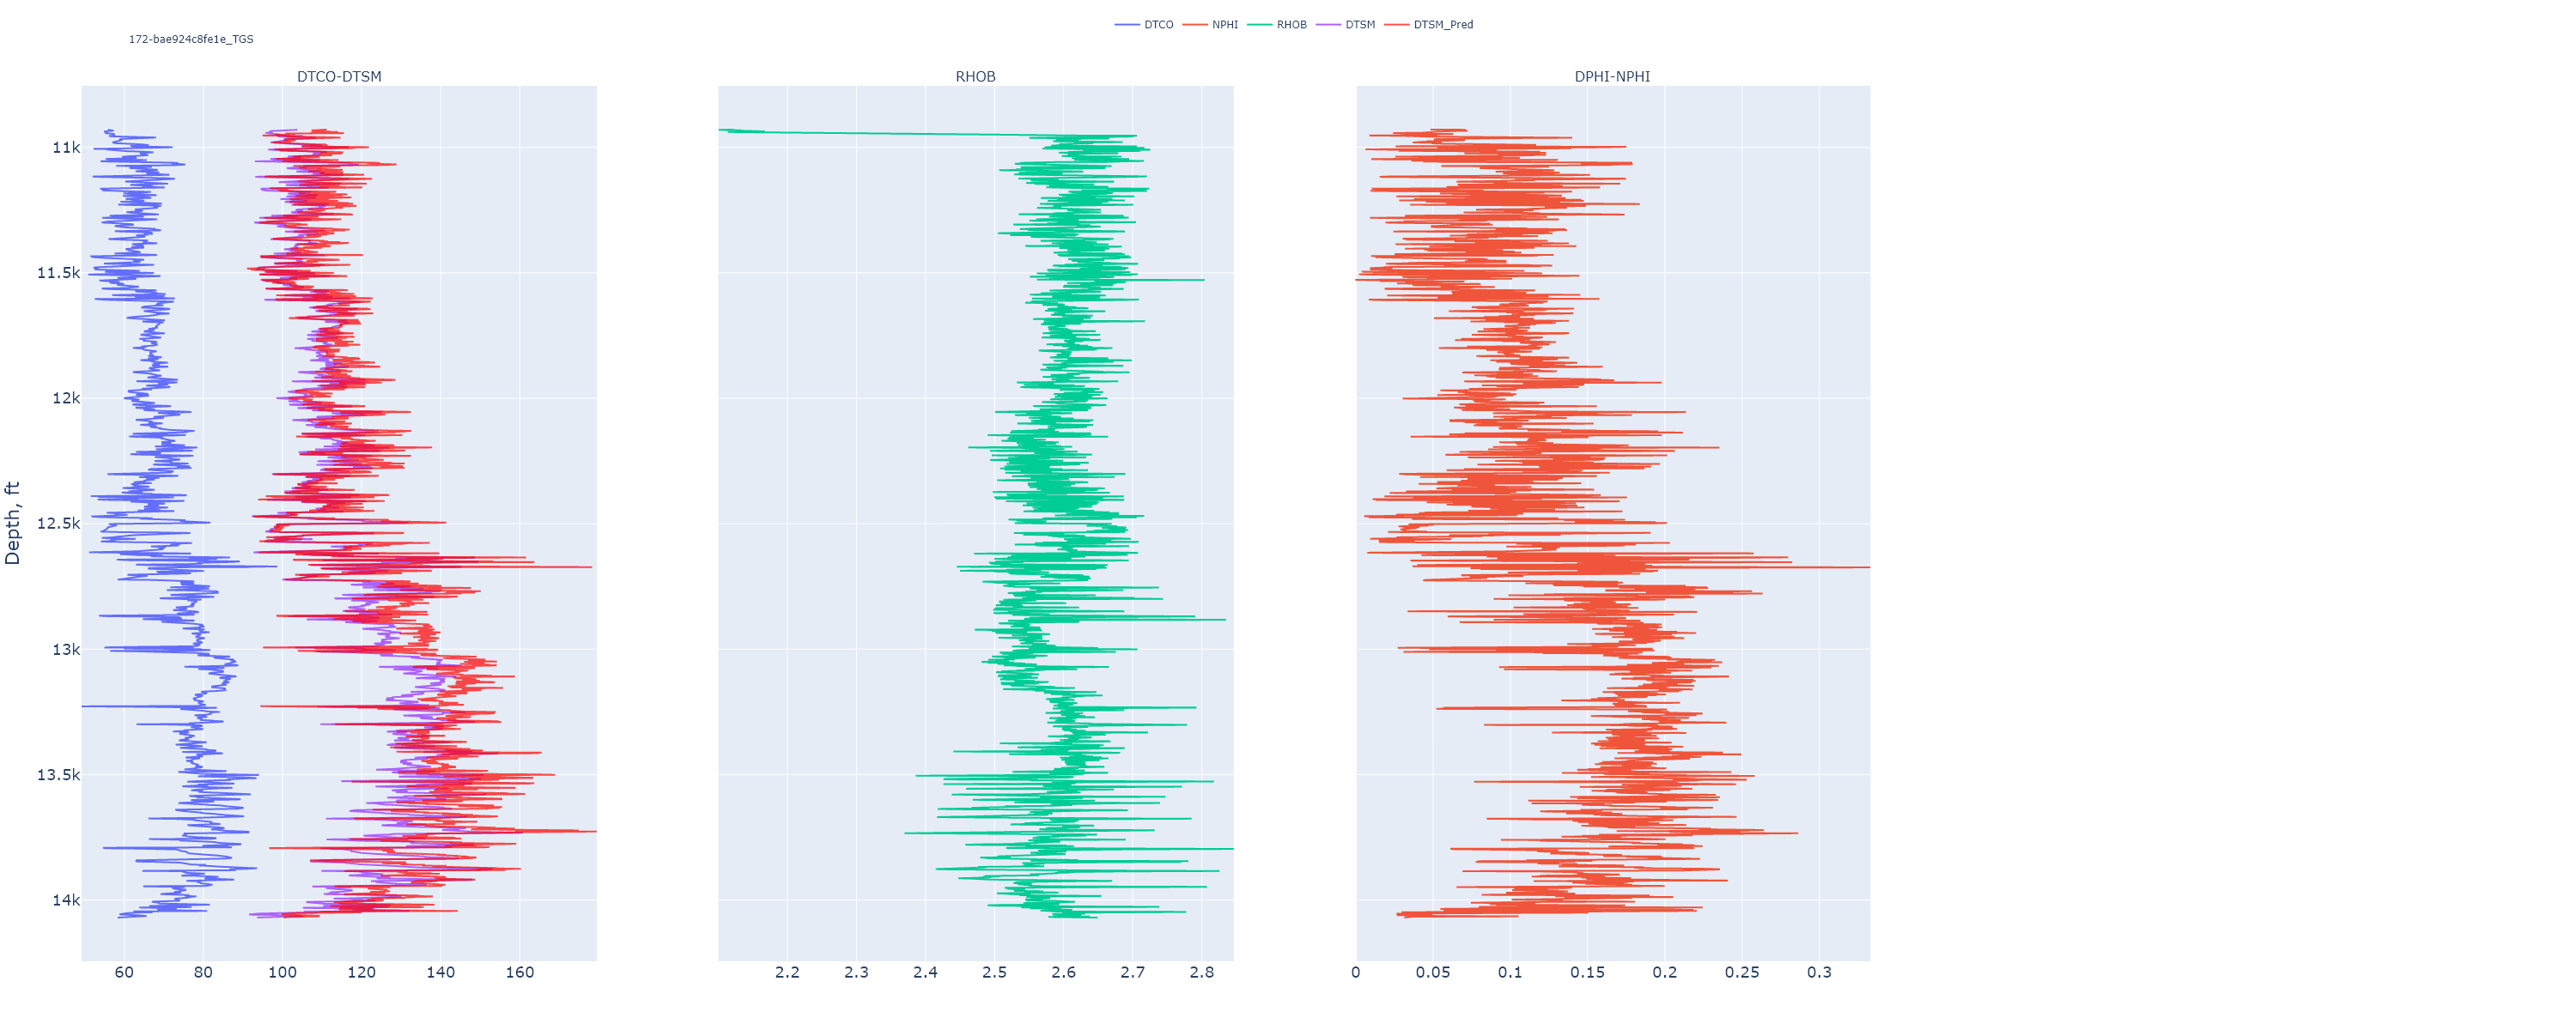 DTCO NPHI RHOB DTSM DTSM_Pred
172-bae924c8fe1e_TGS
DTCO-DTSM RHOB DPHI-NPHI
Depth, ft
11k
11.5k
12k
12.5k
13k
13.5k
14k
60 80 100 120 140 160
2.2 2.3 2.4 2.5 2.6 2.7 2.8
0 0.05 0.1 0.15 0.2 0.25 0.3